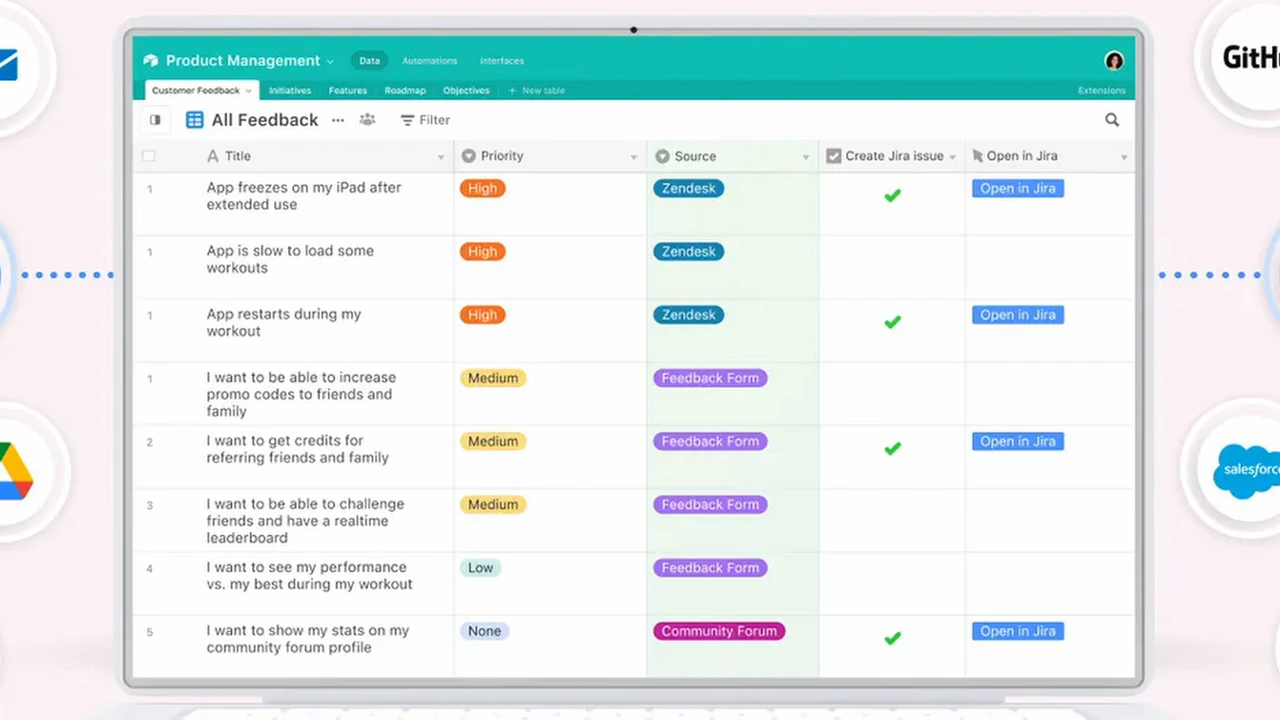 GitHu
Product Management
Data
Automations
Interfaces
Customer Feedback
Initiatives
Features
Roadmap
Objectives
+ New table
Extensions
All Feedback
Filter
Title
Priority
Source
Create Jira issue
Open in Jira
1
App freezes on my iPad after
extended use
High
Zendesk
Open in Jira
1
App is slow to load some
workouts
High
Zendesk
1
App restarts during my
workout
High
Zendesk
Open in Jira
1
I want to be able to increase
promo codes to friends and
family
Medium
Feedback Form
2
I want to get credits for
referring friends and family
Medium
Feedback Form
Open in Jira
salesforce
3
I want to be able to challenge
friends and have a realtime
leaderboard
Medium
Feedback Form
4
I want to see my performance
vs. my best during my workout
Low
Feedback Form
5
I want to show my stats on my
community forum profile
None
Community Forum
Open in Jira